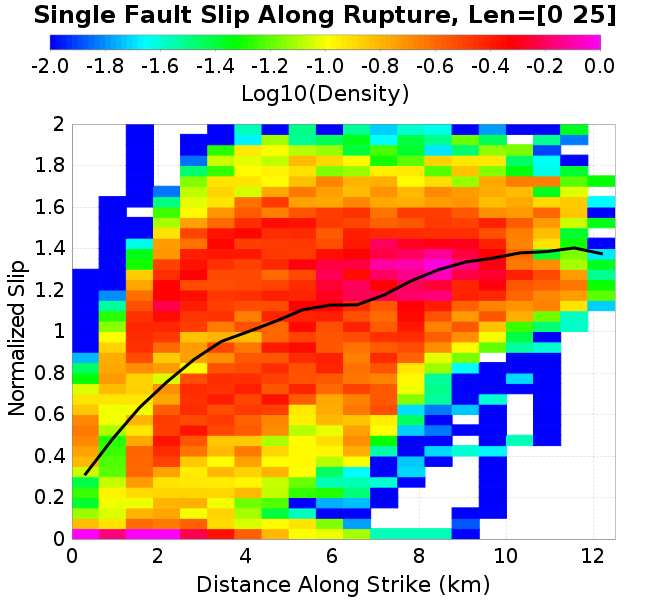 Single Fault Slip Along Rupture, Len=[0 25]
-2.0 -1.8 -1.6 -1.4 -1.2 -1.0 -0.8 -0.6 -0.4 -0.2 0.0
Log10(Density)
2
1.8
1.6
1.4
1.2
1
0.8
0.6
0.4
0.2
0
Normalized Slip
0 2 4 6 8 10 12
Distance Along Strike (km)